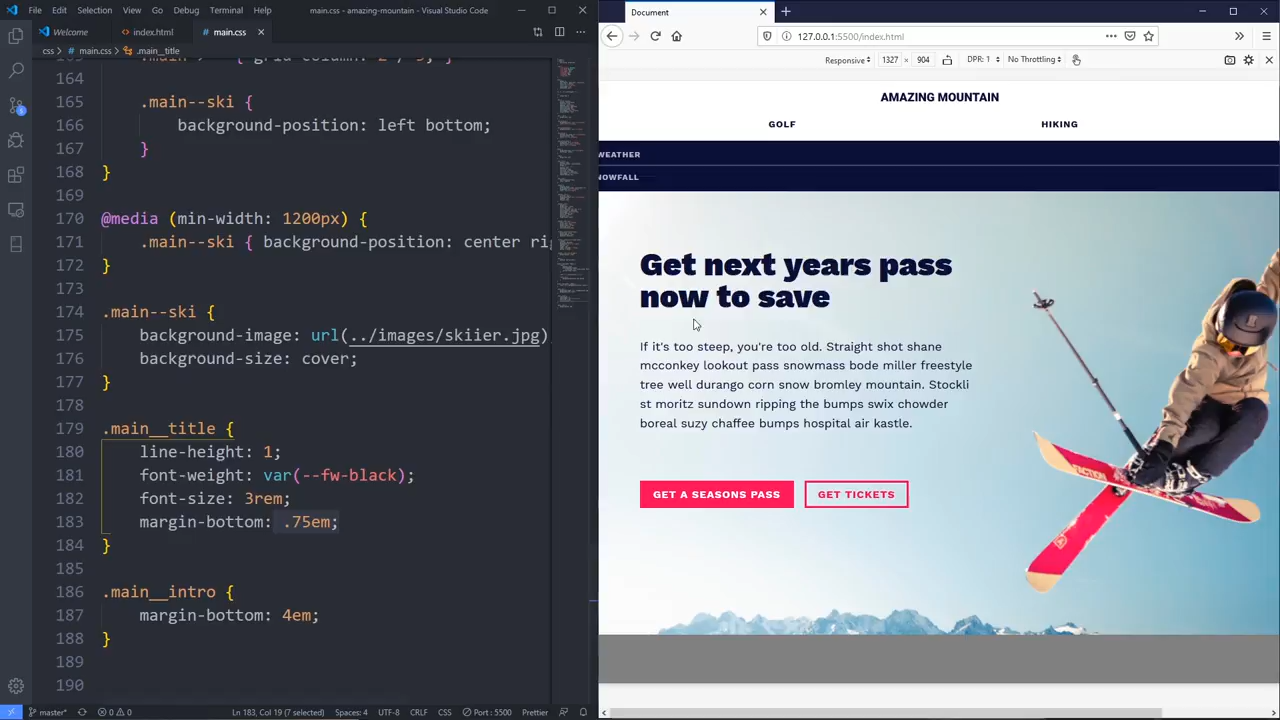 File Edit Selection View Go Debug Terminal Help main.css - amazing-mountain - Visual Studio Code
Welcome index.html main.css
css > # main.css > .main__title
164
165 .main--ski {
166 background-position: left bottom;
167 }
168 }
169
170 @media (min-width: 1200px) {
171 .main--ski { background-position: center ri
172 }
173
174 .main--ski {
175 background-image: url(../images/skiier.jpg)
176 background-size: cover;
177 }
178
179 .main__title {
180 line-height: 1;
181 font-weight: var(--fw-black);
182 font-size: 3rem;
183 margin-bottom: .75em;
184 }
185
186 .main__intro {
187 margin-bottom: 4em;
188 }
189
190
master* 0 0 Ln 183, Col 19 (7 selected) Spaces: 4 UTF-8 CRLF CSS Port : 5500 Prettier
Document
127.0.0.1:5500/index.html
Responsive 1327 × 904 DPR: 1 No Throttling
AMAZING MOUNTAIN
GOLF HIKING
WEATHER
NOWFALL
Get next years pass
now to save
If it's too steep, you're too old. Straight shot shane
mcconkey lookout pass snowmass bode miller freestyle
tree well durango corn snow bromley mountain. Stockli
st moritz sundown ripping the bumps swix chowder
boreal suzy chaffee bumps hospital air kastle.
GET A SEASONS PASS GET TICKETS